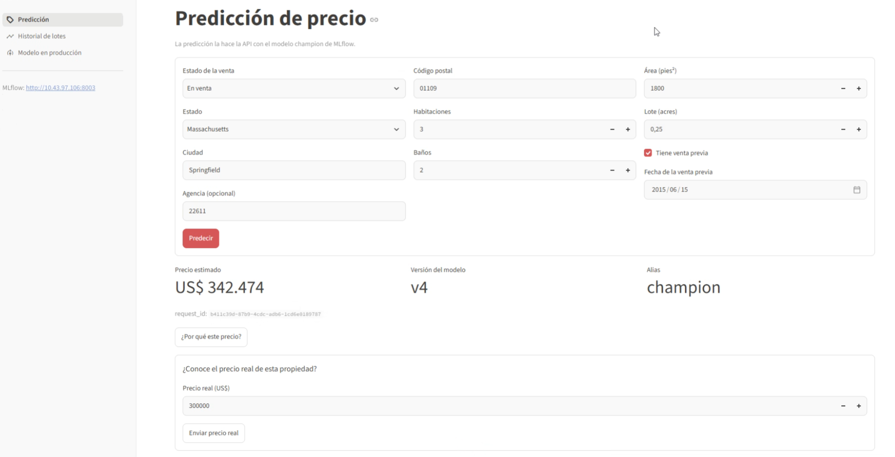 Predicción
Historial de lotes
Modelo en producción
MLflow: http://10.43.97.106:8003
Predicción de precio
La predicción la hace la API con el modelo champion de MLflow.
Estado de la venta
En venta
Código postal
01109
Área (pies²)
1800
Estado
Massachusetts
Habitaciones
3
Lote (acres)
0,25
Ciudad
Springfield
Baños
2
Tiene venta previa
Fecha de la venta previa
2015/06/15
Agencia (opcional)
22611
Predecir
Precio estimado
US$ 342.474
Versión del modelo
v4
Alias
champion
request_id:
¿Por qué este precio?
¿Conoce el precio real de esta propiedad?
Precio real (US$)
300000
Enviar precio real